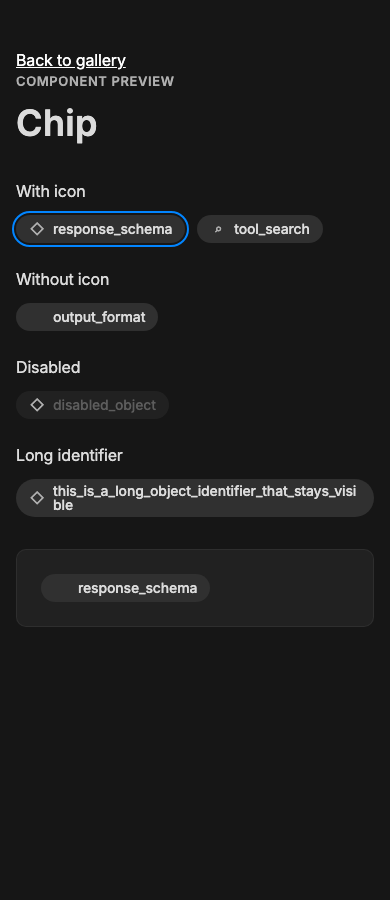 Back to gallery
COMPONENT PREVIEW
Chip
With icon
response_schema
tool_search
Without icon
output_format
Disabled
disabled_object
Long identifier
this_is_a_long_object_identifier_that_stays_visi
ble
response_schema